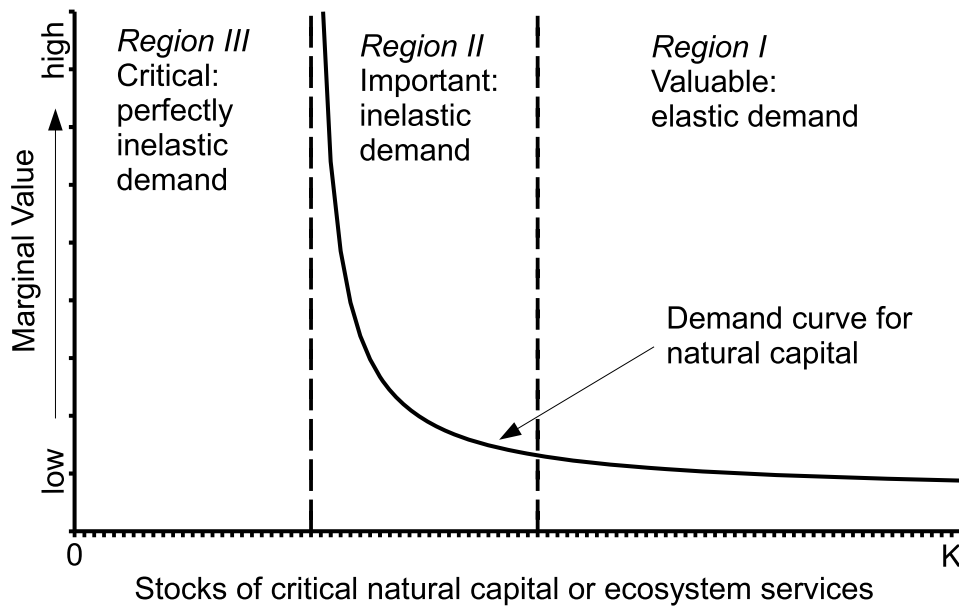 high
Marginal Value
low
Region III
Critical:
perfectly
inelastic
demand
Region II
Important:
inelastic
demand
Region I
Valuable:
elastic demand
Demand curve for
natural capital
0
K
Stocks of critical natural capital or ecosystem services